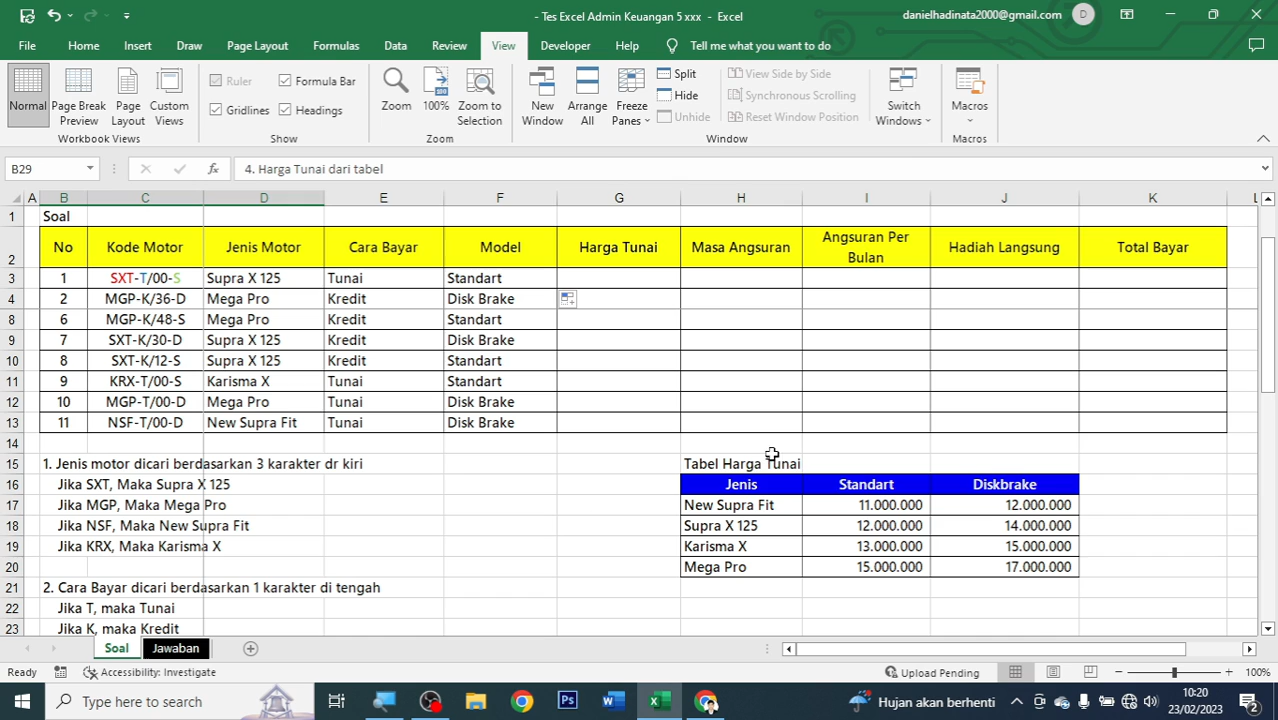 - Tes Excel Admin Keuangan 5 xxx - Excel
danielhadinata2000@gmail.com
D
File Home Insert Draw Page Layout Formulas Data Review View Developer Help Tell me what you want to do
Normal
Page Break Preview
Page Layout
Custom Views
Workbook Views
Ruler
Formula Bar
Gridlines
Headings
Show
Zoom
100%
Zoom to Selection
Zoom
New Window
Arrange All
Freeze Panes
Split
Hide
Unhide
View Side by Side
Synchronous Scrolling
Reset Window Position
Window
Switch Windows
Macros
Macros
B29
fx
4. Harga Tunai dari tabel
A B C D E F G H I J K L
1 Soal
2 No Kode Motor Jenis Motor Cara Bayar Model Harga Tunai Masa Angsuran Angsuran Per Bulan Hadiah Langsung Total Bayar
3 1 SXT-T/00-S Supra X 125 Tunai Standart
4 2 MGP-K/36-D Mega Pro Kredit Disk Brake
8 6 MGP-K/48-S Mega Pro Kredit Standart
9 7 SXT-K/30-D Supra X 125 Kredit Disk Brake
10 8 SXT-K/12-S Supra X 125 Kredit Standart
11 9 KRX-T/00-S Karisma X Tunai Standart
12 10 MGP-T/00-D Mega Pro Tunai Disk Brake
13 11 NSF-T/00-D New Supra Fit Tunai Disk Brake
14
15 1. Jenis motor dicari berdasarkan 3 karakter dr kiri Tabel Harga Tunai
16 Jika SXT, Maka Supra X 125 Jenis Standart Diskbrake
17 Jika MGP, Maka Mega Pro New Supra Fit 11.000.000 12.000.000
18 Jika NSF, Maka New Supra Fit Supra X 125 12.000.000 14.000.000
19 Jika KRX, Maka Karisma X Karisma X 13.000.000 15.000.000
20 Mega Pro 15.000.000 17.000.000
21 2. Cara Bayar dicari berdasarkan 1 karakter di tengah
22 Jika T, maka Tunai
23 Jika K, maka Kredit
Soal Jawaban
Ready Accessibility: Investigate Upload Pending 100%
Type here to search
Hujan akan berhenti
10:20
23/02/2023
2